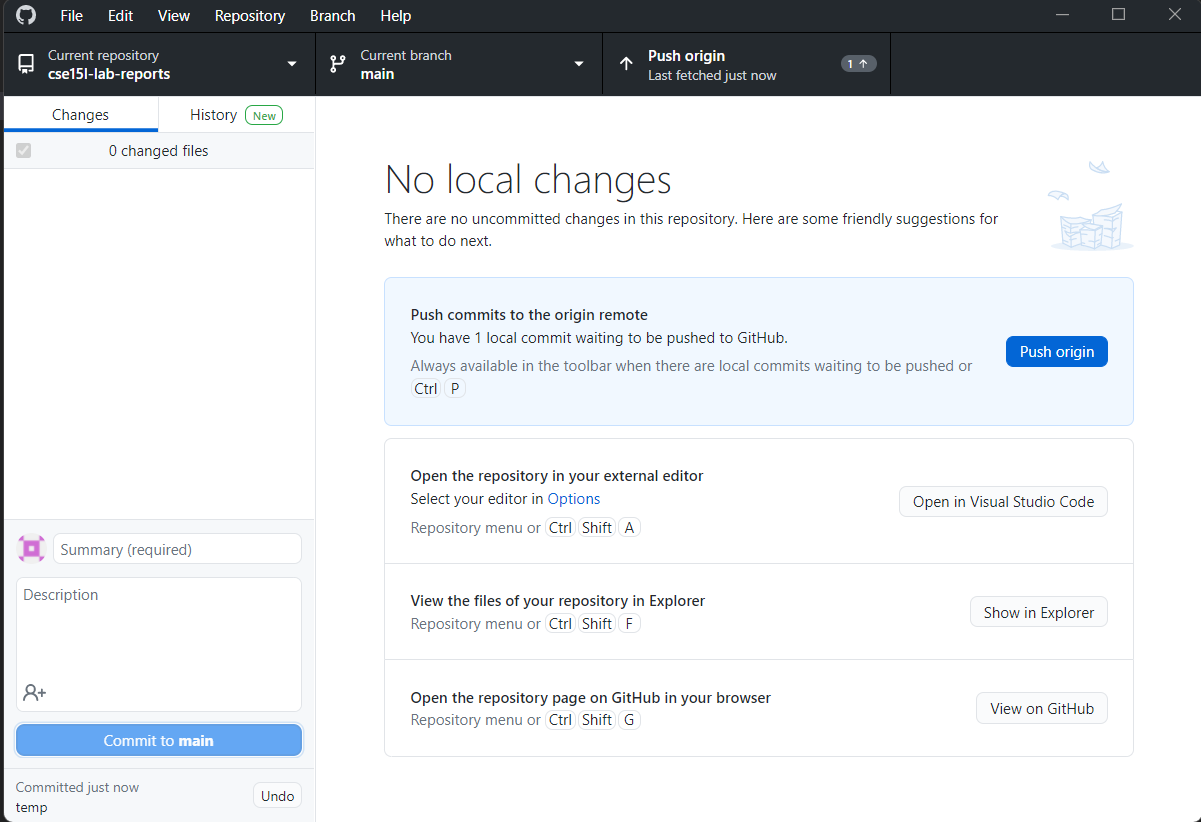 File Edit View Repository Branch Help
Current repository
cse15l-lab-reports
Current branch
main
Push origin
Last fetched just now
1
Changes
History New
0 changed files
No local changes
There are no uncommitted changes in this repository. Here are some friendly suggestions for
what to do next.
Push commits to the origin remote
You have 1 local commit waiting to be pushed to GitHub.
Always available in the toolbar when there are local commits waiting to be pushed or
Ctrl P
Push origin
Open the repository in your external editor
Select your editor in Options
Repository menu or Ctrl Shift A
Open in Visual Studio Code
View the files of your repository in Explorer
Repository menu or Ctrl Shift F
Show in Explorer
Open the repository page on GitHub in your browser
Repository menu or Ctrl Shift G
View on GitHub
Summary (required)
Description
Commit to main
Committed just now
temp
Undo